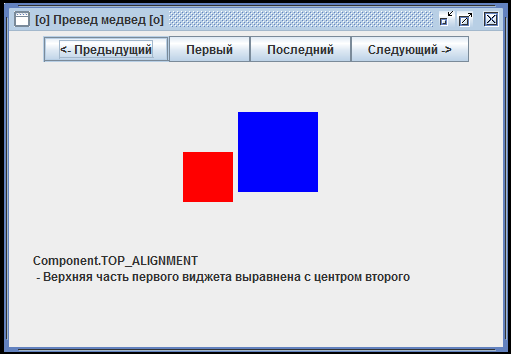 [o] Превед медвед [o]
<- Предыдущий Первый Последний Следующий ->
Component.TOP_ALIGNMENT
- Верхняя часть первого виджета выравнена с центром второго